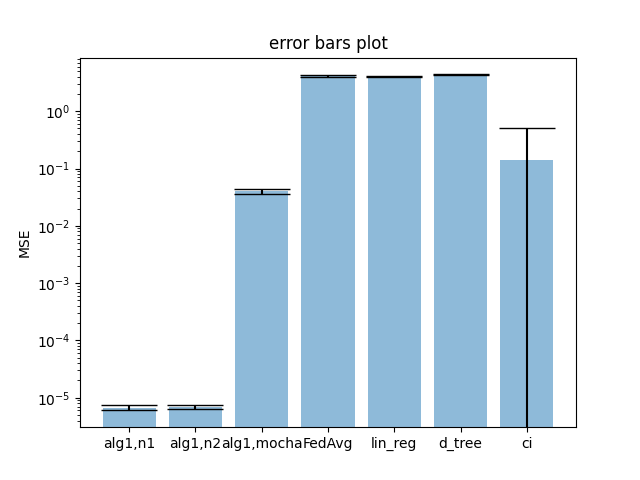 error bars plot
MSE
10⁰
10⁻¹
10⁻²
10⁻³
10⁻⁴
10⁻⁵
alg1,n1 alg1,n2 alg1,mocha FedAvg lin_reg d_tree ci